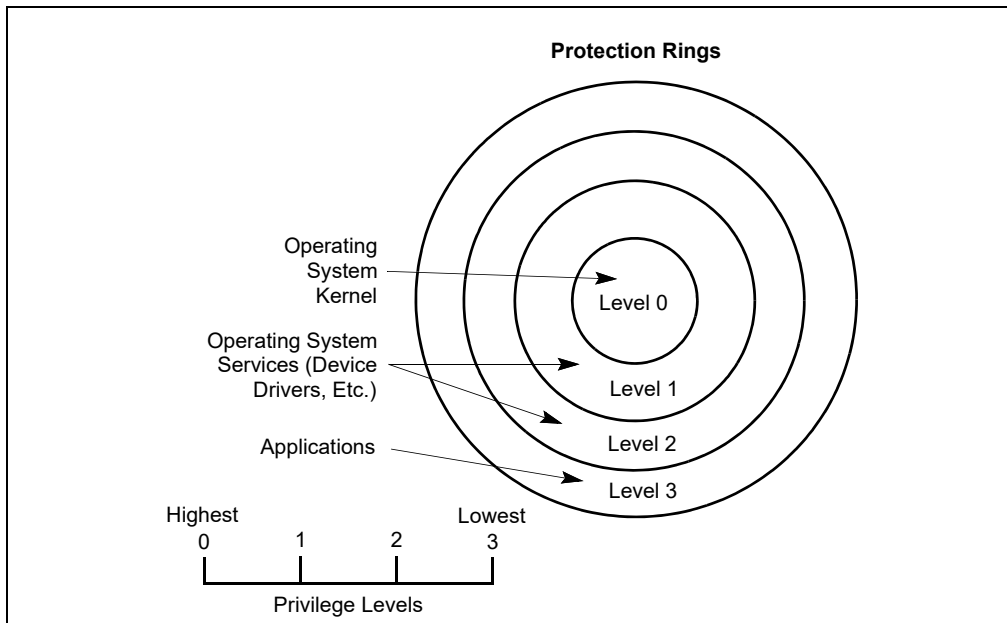 Protection Rings
Operating
System
Kernel
Level 0
Operating System
Services (Device
Drivers, Etc.)
Level 1
Level 2
Applications
Level 3
Highest
Lowest
0
1
2
3
Privilege Levels